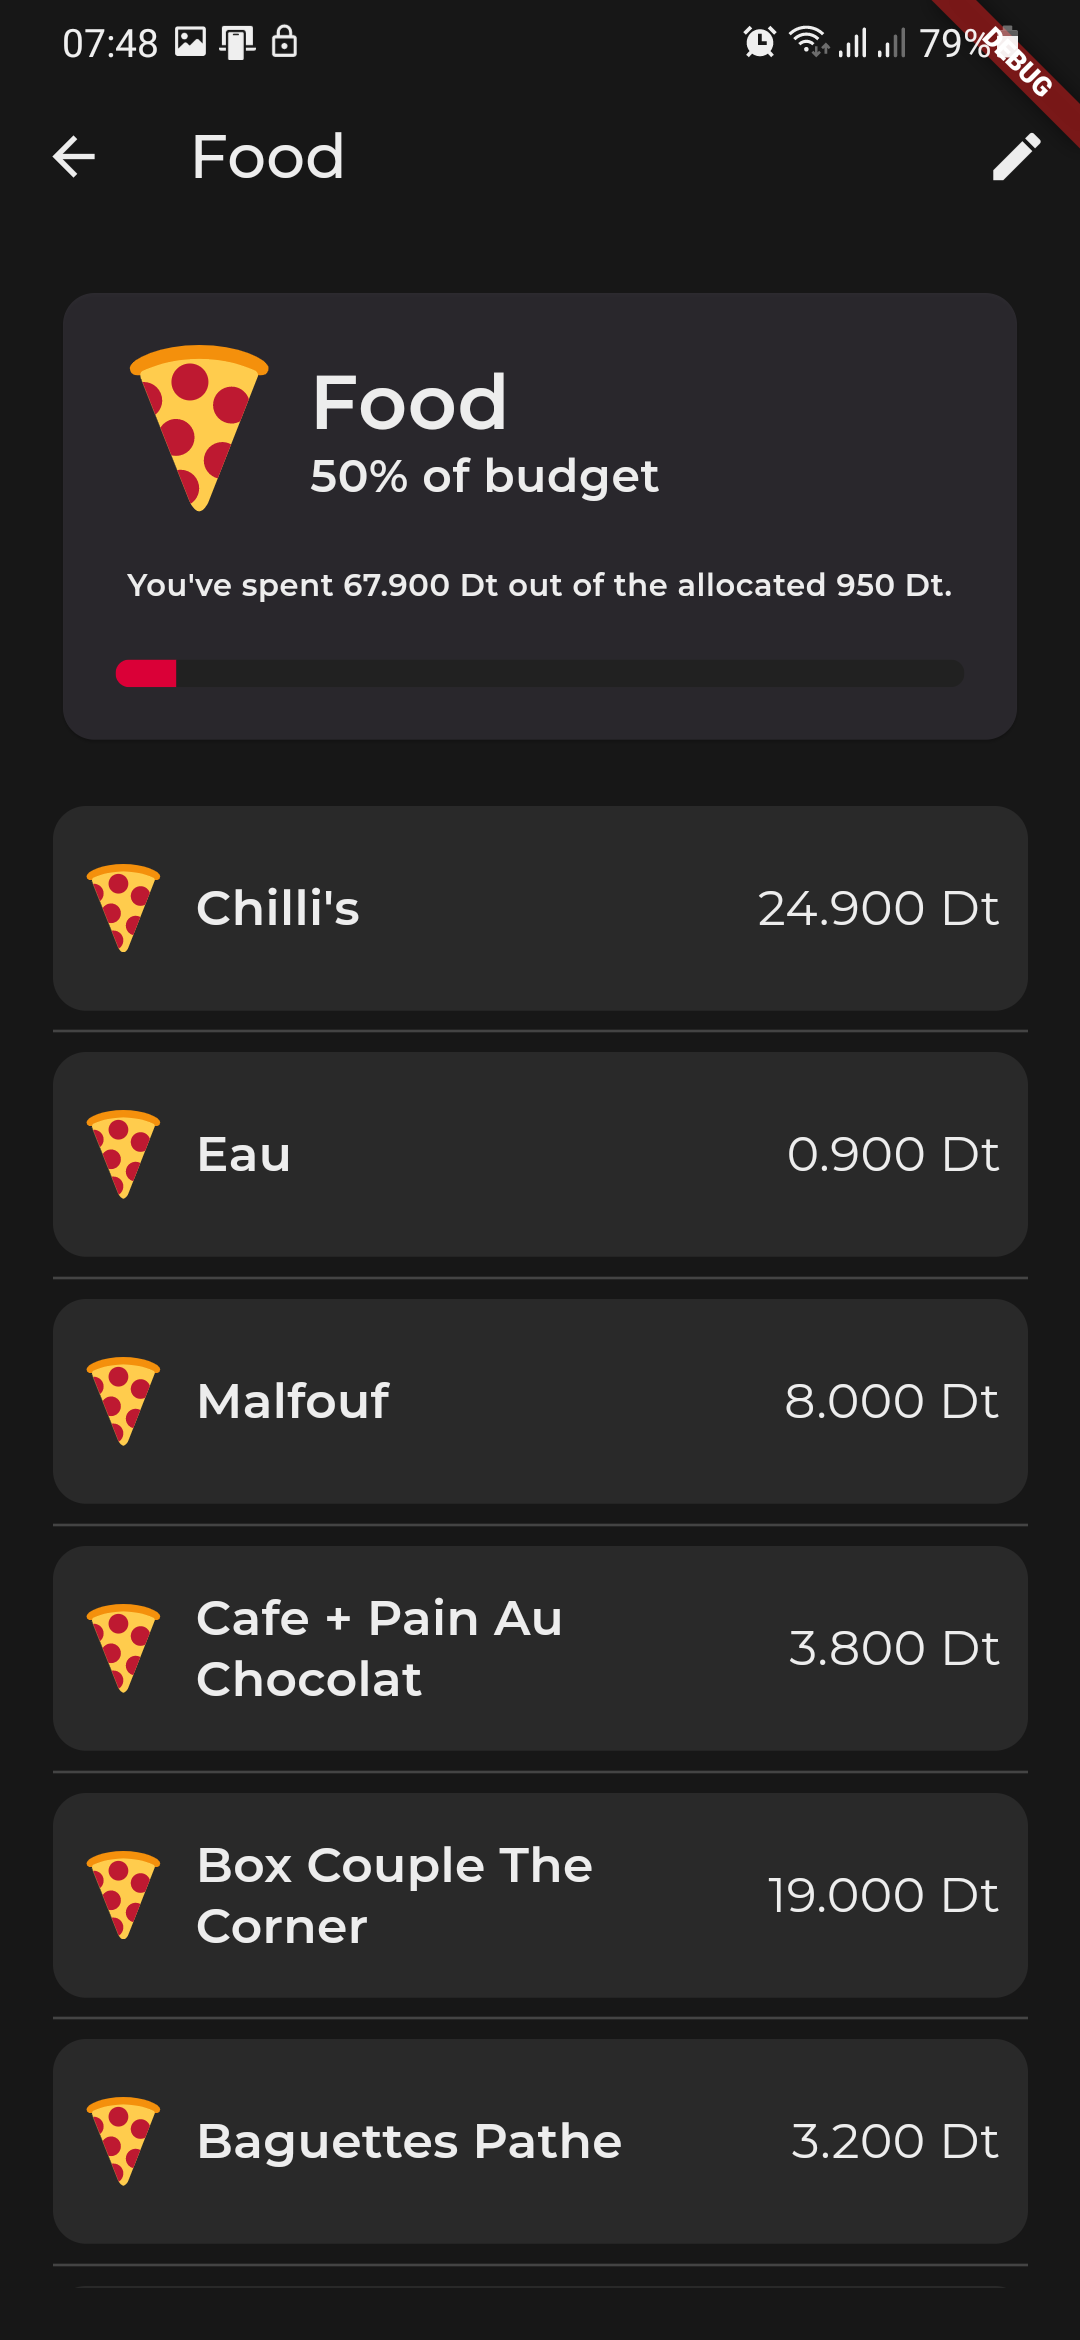 07:48
79%
DEBUG
Food
Food
50% of budget
You've spent 67.900 Dt out of the allocated 950 Dt.
Chilli's
24.900 Dt
Eau
0.900 Dt
Malfouf
8.000 Dt
Cafe + Pain Au
Chocolat
3.800 Dt
Box Couple The
Corner
19.000 Dt
Baguettes Pathe
3.200 Dt